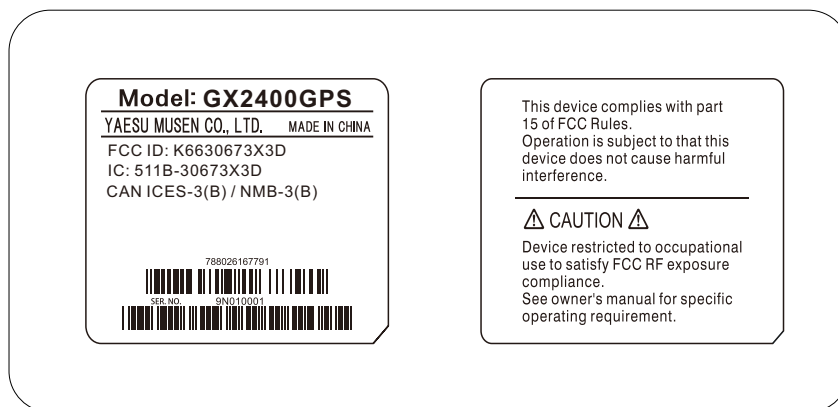 Model: GX2400GPS
YAESU MUSEN CO., LTD. MADE IN CHINA
FCC ID: K6630673X3D
IC: 511B-30673X3D
CAN ICES-3(B) / NMB-3(B)
788026167791
SER. NO. 9N010001
This device complies with part
15 of FCC Rules.
Operation is subject to that this
device does not cause harmful
interference.
⚠ CAUTION ⚠
Device restricted to occupational
use to satisfy FCC RF exposure
compliance.
See owner's manual for specific
operating requirement.